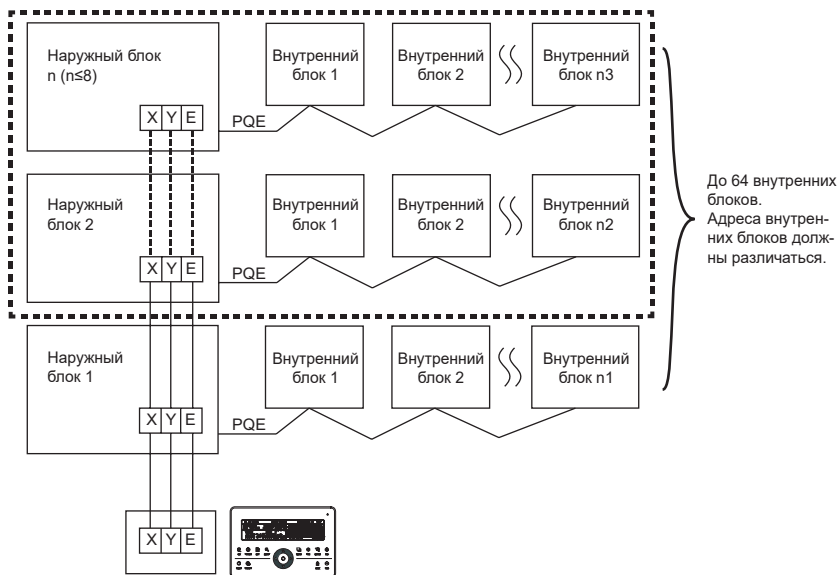 Наружный блок
n (n≤8)
X Y E
PQE
Внутренний
блок 1
Внутренний
блок 2
Внутренний
блок n3
Наружный
блок 2
X Y E
PQE
Внутренний
блок 1
Внутренний
блок 2
Внутренний
блок n2
Наружный
блок 1
X Y E
PQE
Внутренний
блок 1
Внутренний
блок 2
Внутренний
блок n1
X Y E
До 64 внутренних
блоков.
Адреса внутрен-
них блоков долж-
ны различаться.